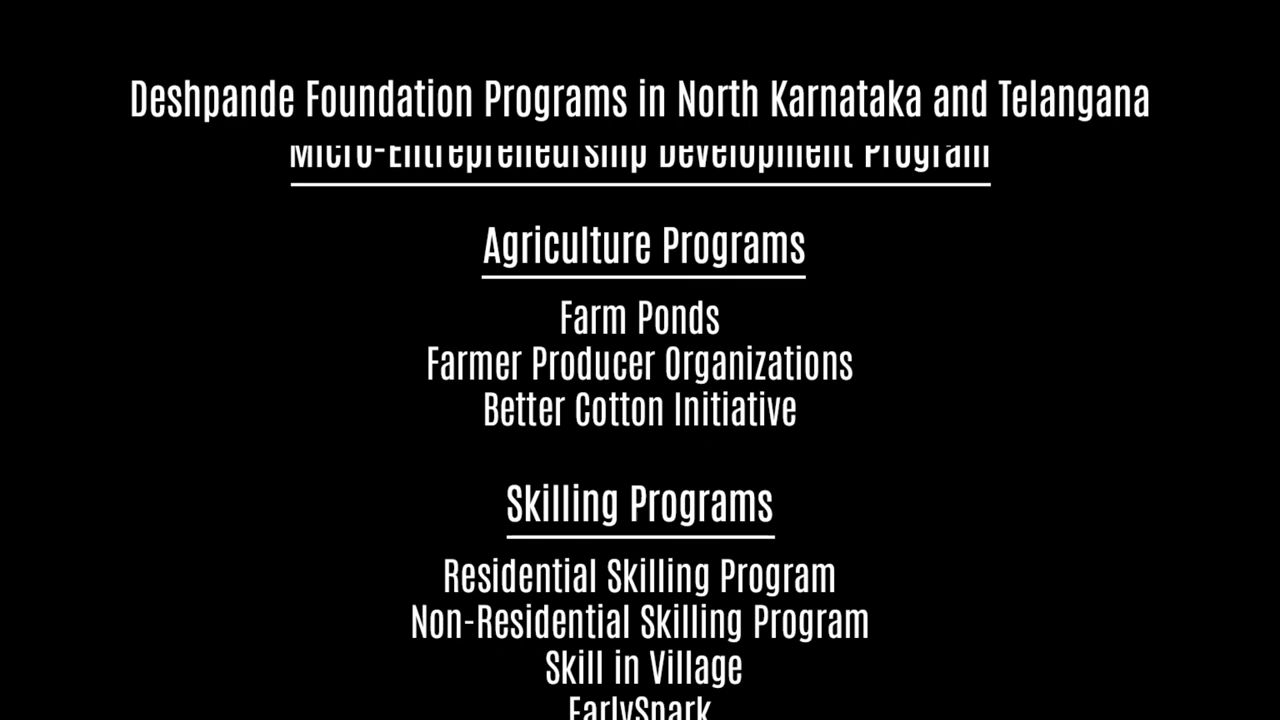 Deshpande Foundation Programs in North Karnataka and Telangana
Micro-Entrepreneurship Development Program
Agriculture Programs
Farm Ponds
Farmer Producer Organizations
Better Cotton Initiative
Skilling Programs
Residential Skilling Program
Non-Residential Skilling Program
Skill in Village
EarlySpark